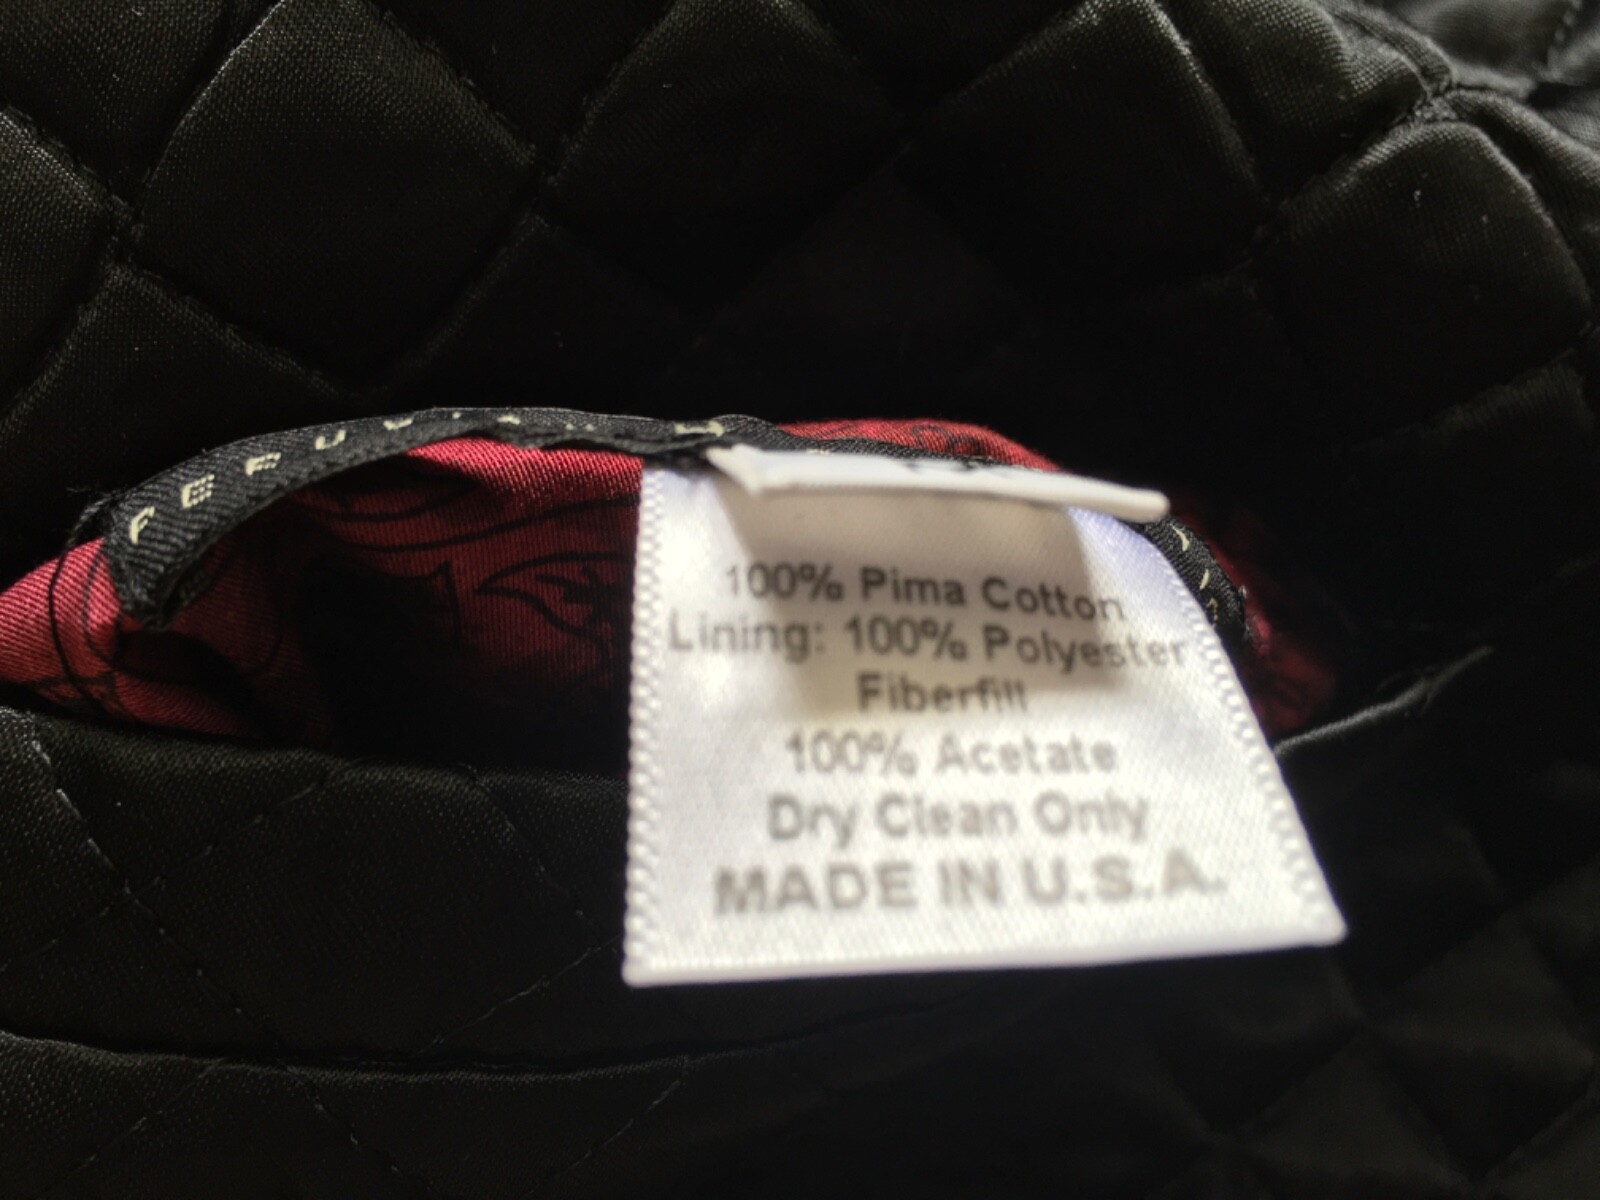 100% Pima Cotton
Lining: 100% Polyester
Fiberfill
100% Acetate
Dry Clean Only
MADE IN U.S.A.